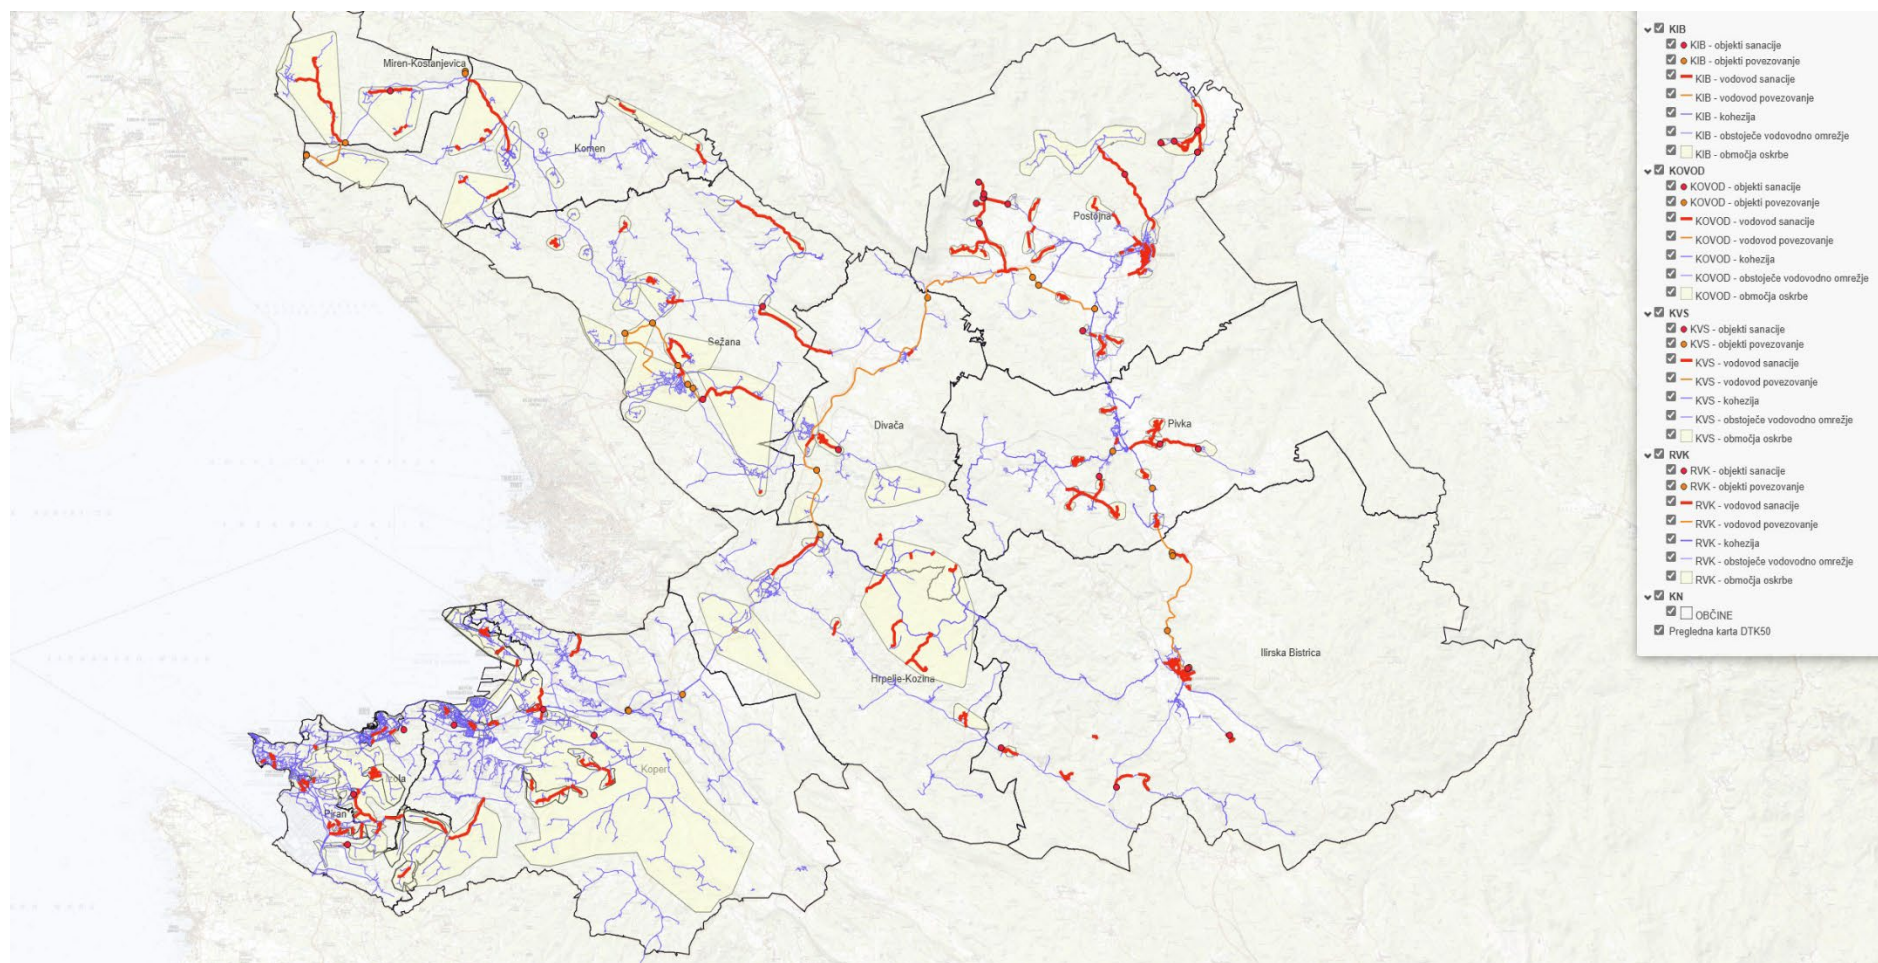 KIB
KIB - objekti sanacije
KIB - objekti povezovanje
KIB - vodovod sanacije
KIB - vodovod povezovanje
KIB - kohezija
KIB - obstoječe vodovodno omrežje
KIB - območja oskrbe
KOVOD
KOVOD - objekti sanacije
KOVOD - objekti povezovanje
KOVOD - vodovod sanacije
KOVOD - vodovod povezovanje
KOVOD - kohezija
KOVOD - obstoječe vodovodno omrežje
KOVOD - območja oskrbe
KVS
KVS - objekti sanacije
KVS - objekti povezovanje
KVS - vodovod sanacije
KVS - vodovod povezovanje
KVS - kohezija
KVS - obstoječe vodovodno omrežje
KVS - območja oskrbe
RVK
RVK - objekti sanacije
RVK - objekti povezovanje
RVK - vodovod sanacije
RVK - vodovod povezovanje
RVK - kohezija
RVK - obstoječe vodovodno omrežje
RVK - območja oskrbe
KN
OBČINE
Pregledna karta DTK50
Miren-Kostanjevica
Komen
Postojna
Sežana
Divača
Pivka
Ilirska Bistrica
Hrpelje-Kozina
Koper
Izola
Piran